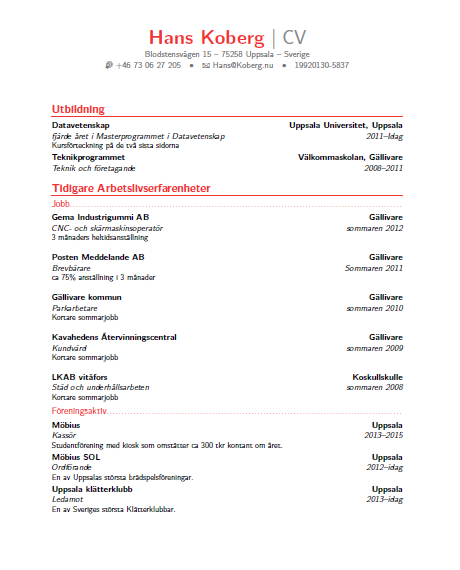 Hans Koberg | CV
Blodstensvägen 15 – 75258 Uppsala – Sverige
+46 73 06 27 205 • Hans@Koberg.nu • 19920130-5837
Utbildning
Datavetenskap Uppsala Universitet, Uppsala
fjärde året i Masterprogrammet i Datavetenskap 2011–Idag
Kursförteckning på de två sista sidorna
Teknikprogrammet Välkommaskolan, Gällivare
Teknik och företagande 2008–2011
Tidigare Arbetslivserfarenheter
Jobb
Gema Industrigummi AB Gällivare
CNC- och skärmaskinsoperatör sommaren 2012
3 månaders heltidsanställning
Posten Meddelande AB Gällivare
Brevbärare Sommaren 2011
ca 75% anställning i 3 månader
Gällivare kommun Gällivare
Parkarbetare sommaren 2010
Kortare sommarjobb
Kavahedens Återvinningscentral Gällivare
Kundvärd sommaren 2009
Kortare sommarjobb
LKAB vitåfors Koskullskulle
Städ och underhållsarbeten sommaren 2008
Kortare sommarjobb
Föreningsaktiv
Möbius Uppsala
Kassör 2013–2015
Studentförening med kiosk som omsätter ca 300 tkr kontant om året.
Möbius SOL Uppsala
Ordförande 2012–idag
En av Uppsalas största brädspelsföreningar.
Uppsala klätterklubb Uppsala
Ledamot 2013–idag
En av Sveriges största Klätterklubbar.